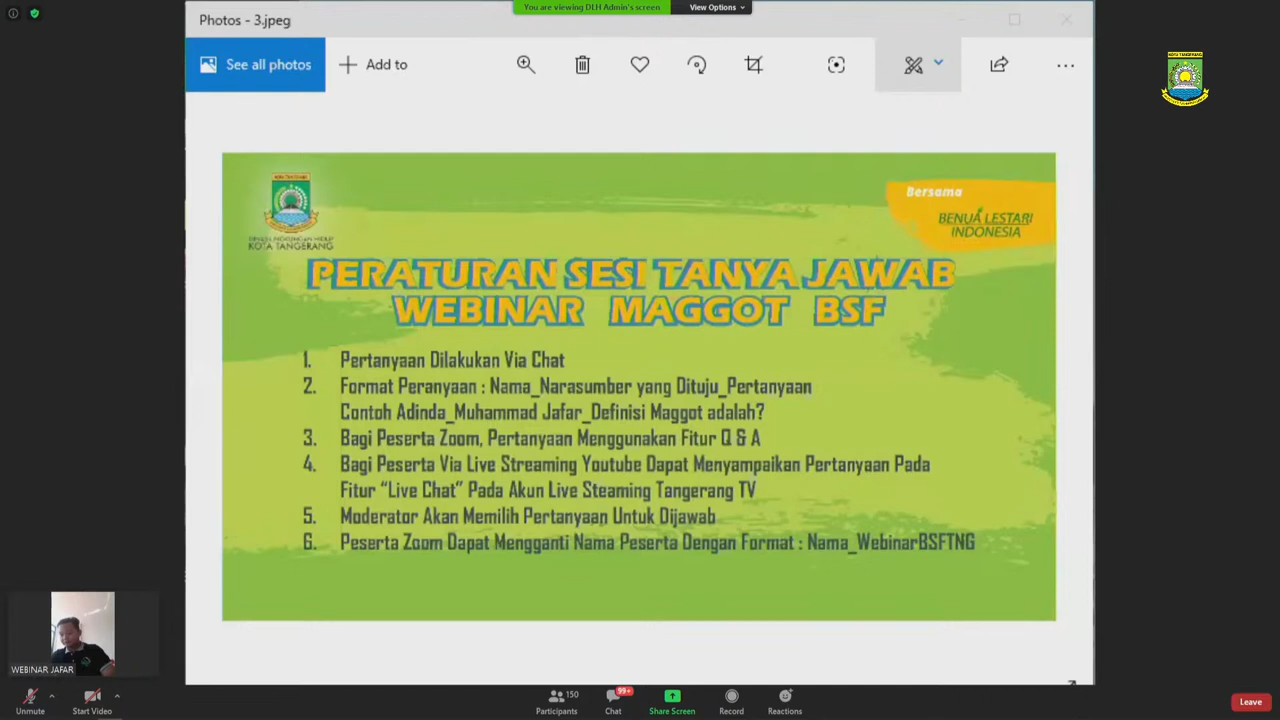 You are viewing DLH Admin's screen
View Options
Photos - 3.jpeg
See all photos
Add to
KOTA TANGERANG
KOTA TANGERANG
Bersama
BENUA LESTARI
INDONESIA
PERATURAN SESI TANYA JAWAB
WEBINAR MAGGOT BSF
1. Pertanyaan Dilakukan Via Chat
2. Format Peranyaan : Nama_Narasumber yang Dituju_Pertanyaan
Contoh Adinda_Muhammad Jafar_Definisi Maggot adalah?
3. Bagi Peserta Zoom, Pertanyaan Menggunakan Fitur Q & A
4. Bagi Peserta Via Live Streaming Youtube Dapat Menyampaikan Pertanyaan Pada
Fitur “Live Chat” Pada Akun Live Steaming Tangerang TV
5. Moderator Akan Memilih Pertanyaan Untuk Dijawab
6. Peserta Zoom Dapat Mengganti Nama Peserta Dengan Format : Nama_WebinarBSFTNG
WEBINAR JAFAR
Unmute
Start Video
150
Participants
99+
Chat
Share Screen
Record
Reactions
Leave